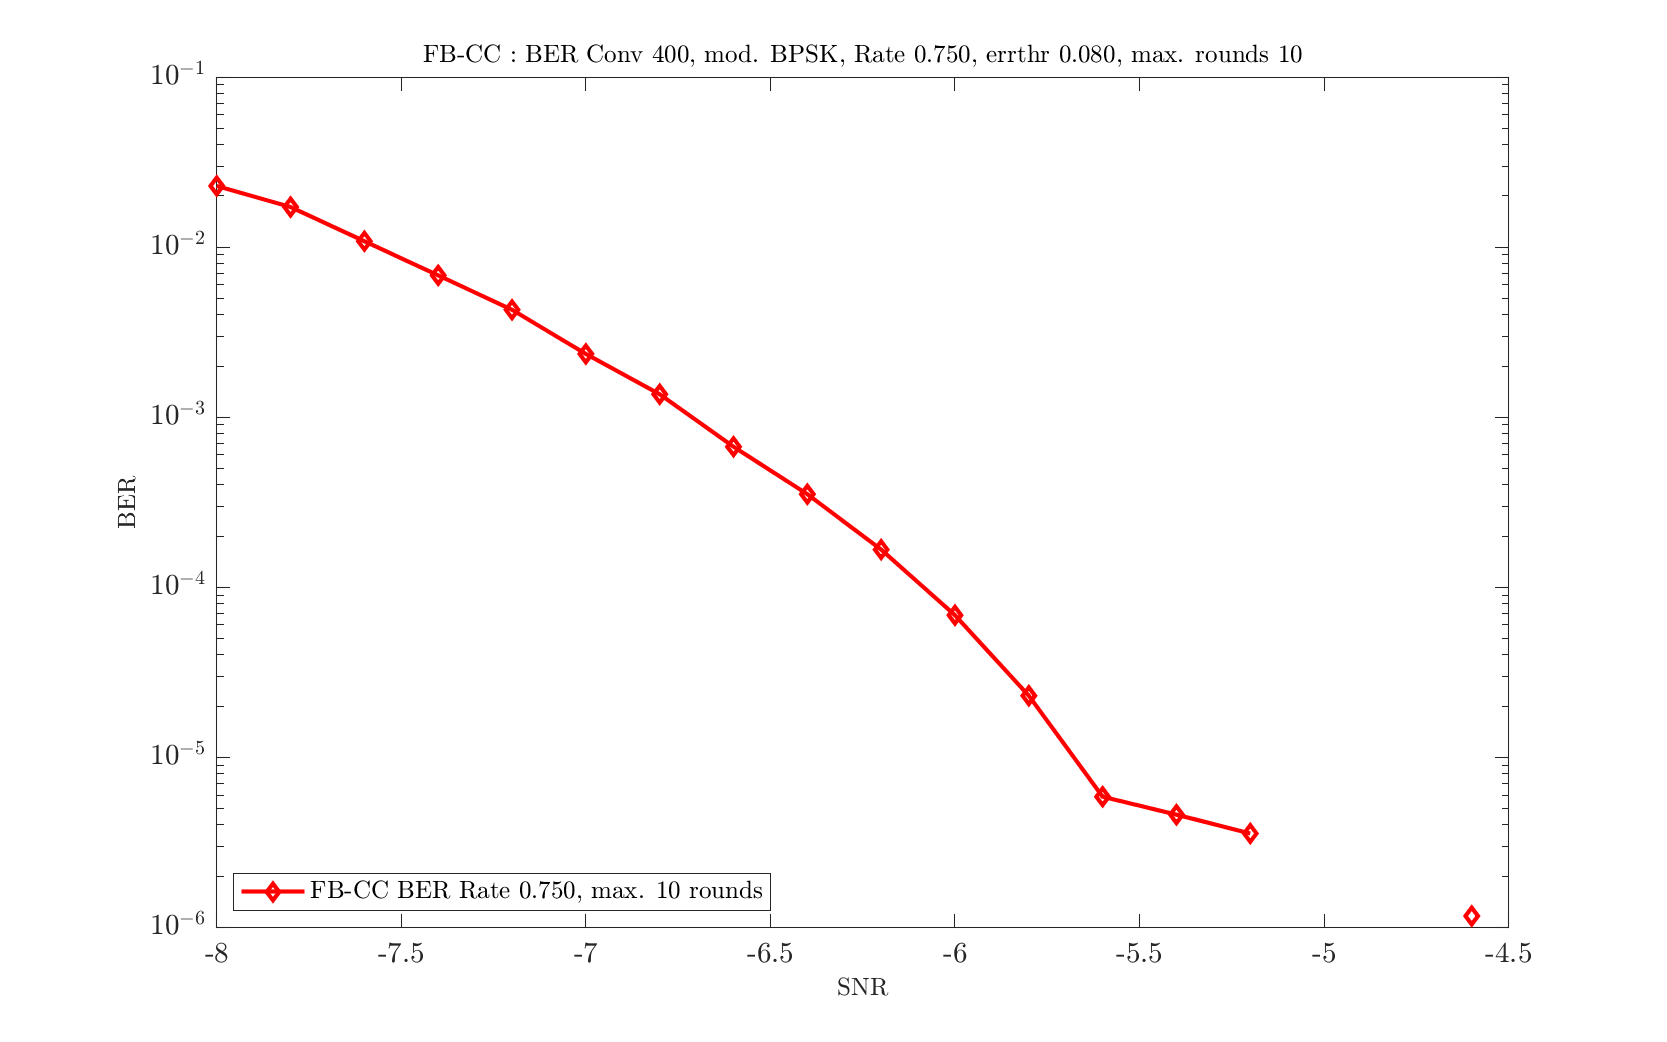 FB-CC : BER Conv 400, mod. BPSK, Rate 0.750, errthr 0.080, max. rounds 10
10⁻¹
10⁻²
10⁻³
10⁻⁴
10⁻⁵
10⁻⁶
BER
FB-CC BER Rate 0.750, max. 10 rounds
-8 -7.5 -7 -6.5 -6 -5.5 -5 -4.5
SNR